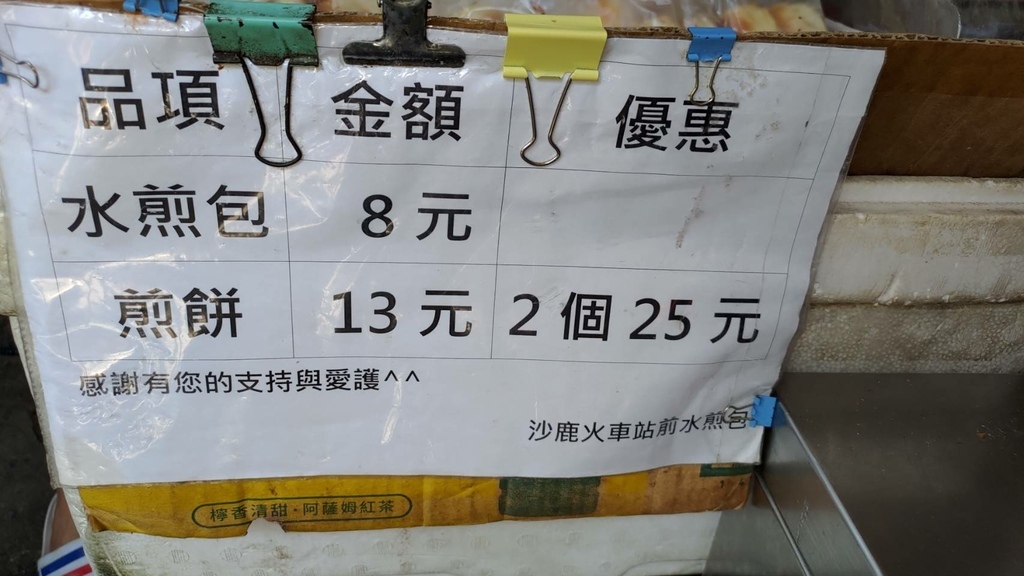 品項 金額 優惠
水煎包 8 元
煎餅 13 元 2 個 25 元
感謝有您的支持與愛護^^
沙鹿火車站前水煎包
檸香清甜·阿薩姆紅茶